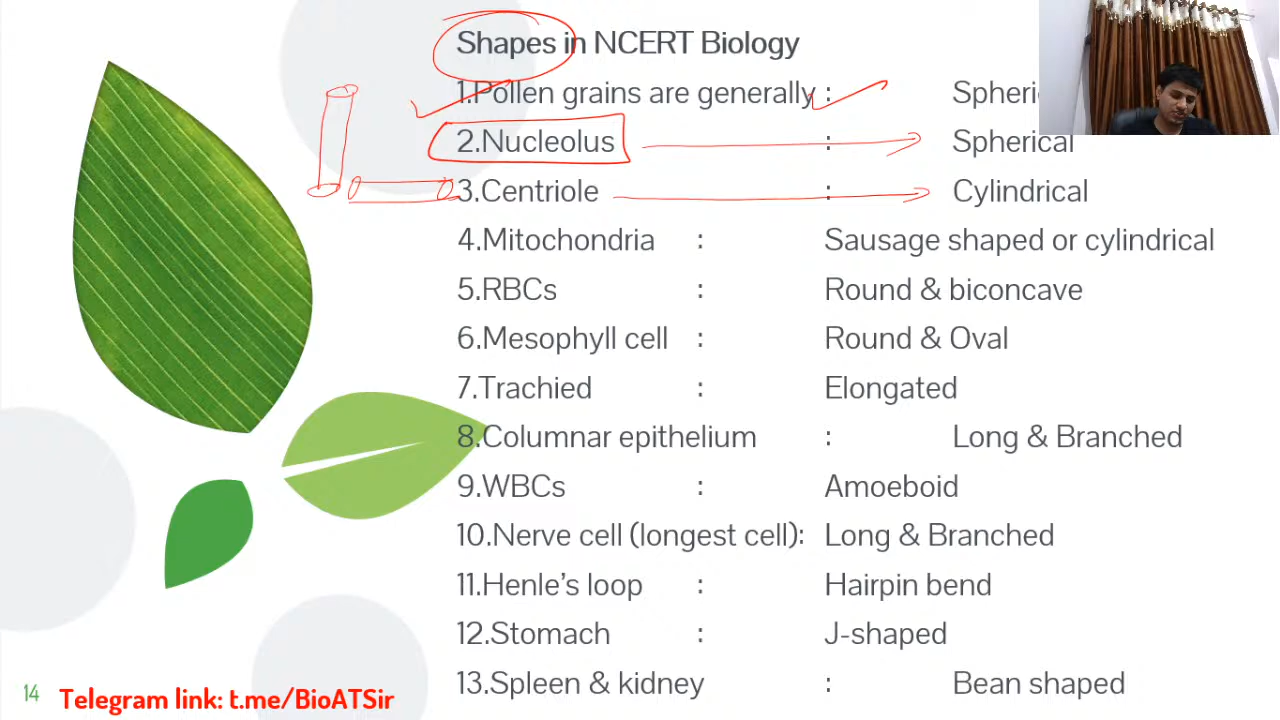 Shapes in NCERT Biology
1.Pollen grains are generally :
2.Nucleolus : Spherical
3.Centriole : Cylindrical
4.Mitochondria : Sausage shaped or cylindrical
5.RBCs : Round & biconcave
6.Mesophyll cell : Round & Oval
7.Trachied : Elongated
8.Columnar epithelium : Long & Branched
9.WBCs : Amoeboid
10.Nerve cell (longest cell): Long & Branched
11.Henle's loop : Hairpin bend
12.Stomach : J-shaped
13.Spleen & kidney : Bean shaped
14 Telegram link: t.me/BioATSir